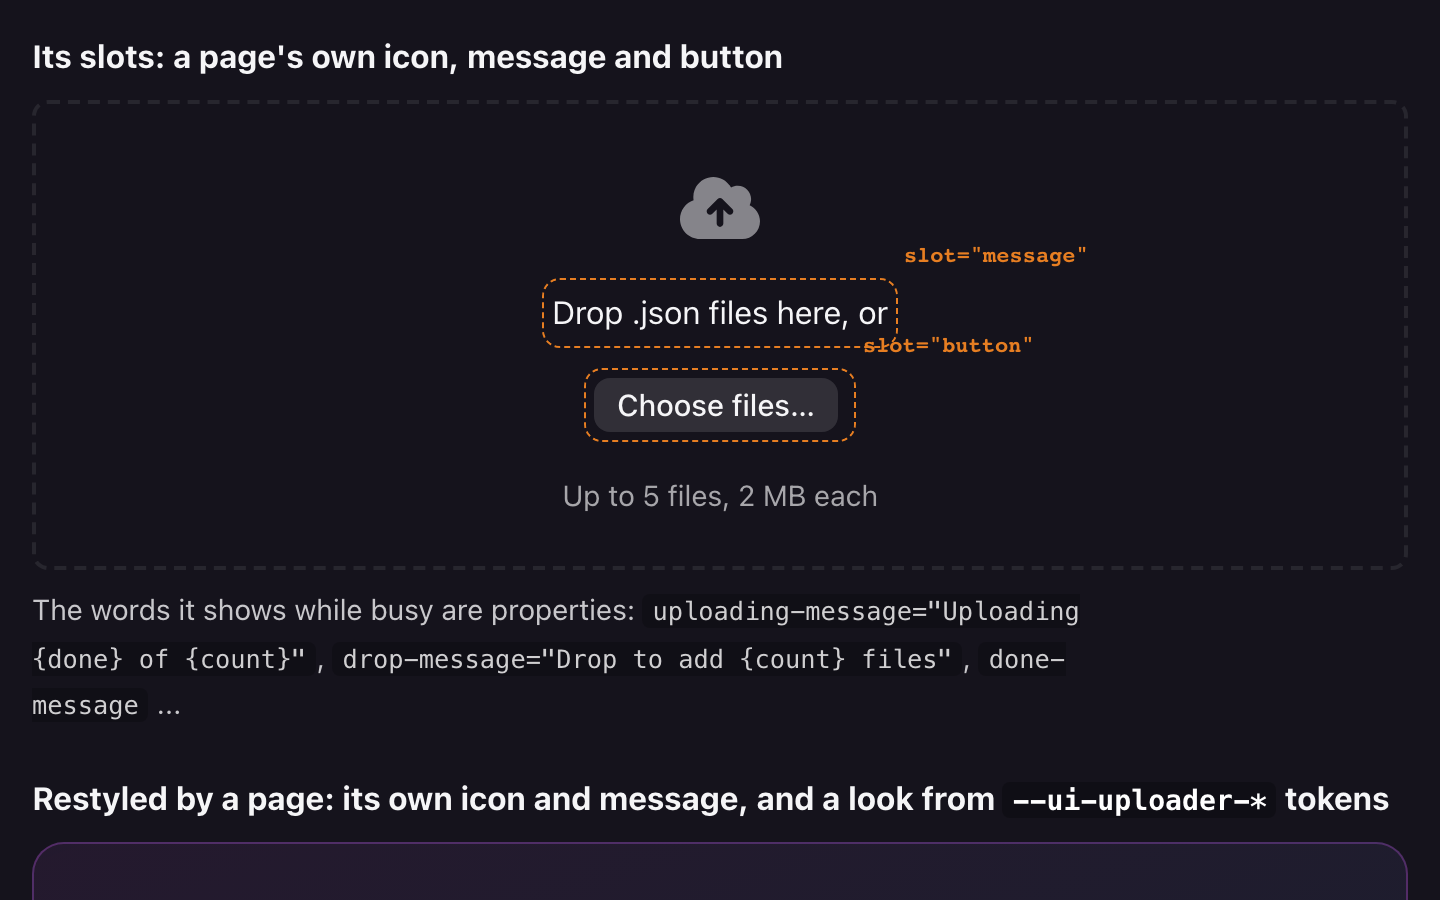 Its slots: a page's own icon, message and button
slot="message"
Drop .json files here, or
slot="button"
Choose files...
Up to 5 files, 2 MB each
The words it shows while busy are properties: uploading-message="Uploading
{done} of {count}", drop-message="Drop to add {count} files", done-
message ...
Restyled by a page: its own icon and message, and a look from --ui-uploader-* tokens